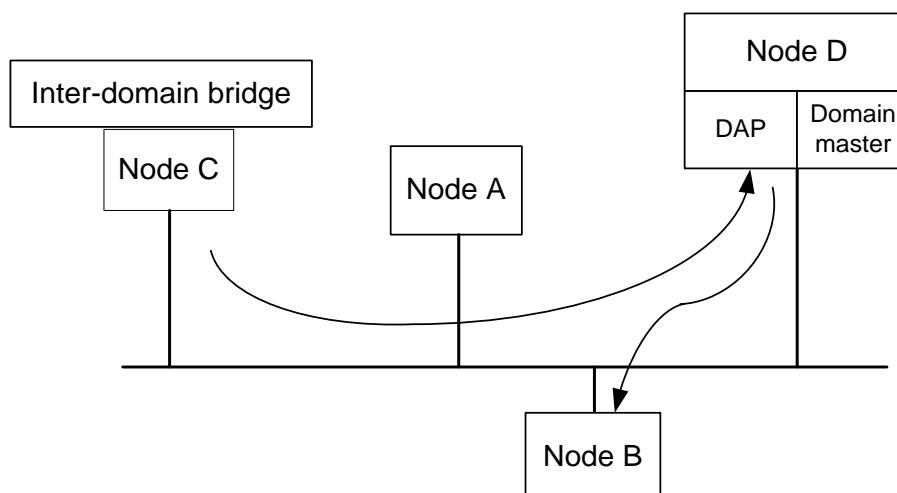 Node D
Inter-domain bridge
DAP
Domain
master
Node C
Node A
Node B